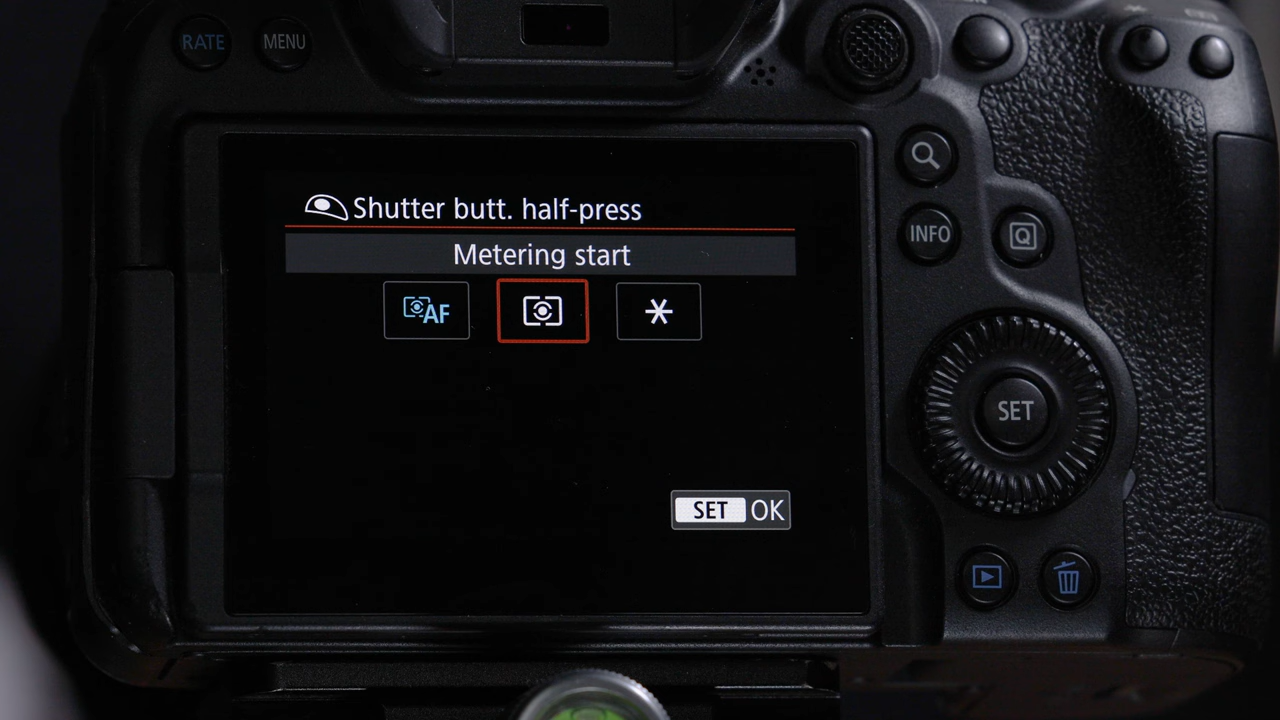 RATE MENU
Shutter butt. half-press
Metering start
AF
SET OK
INFO
Q
SET